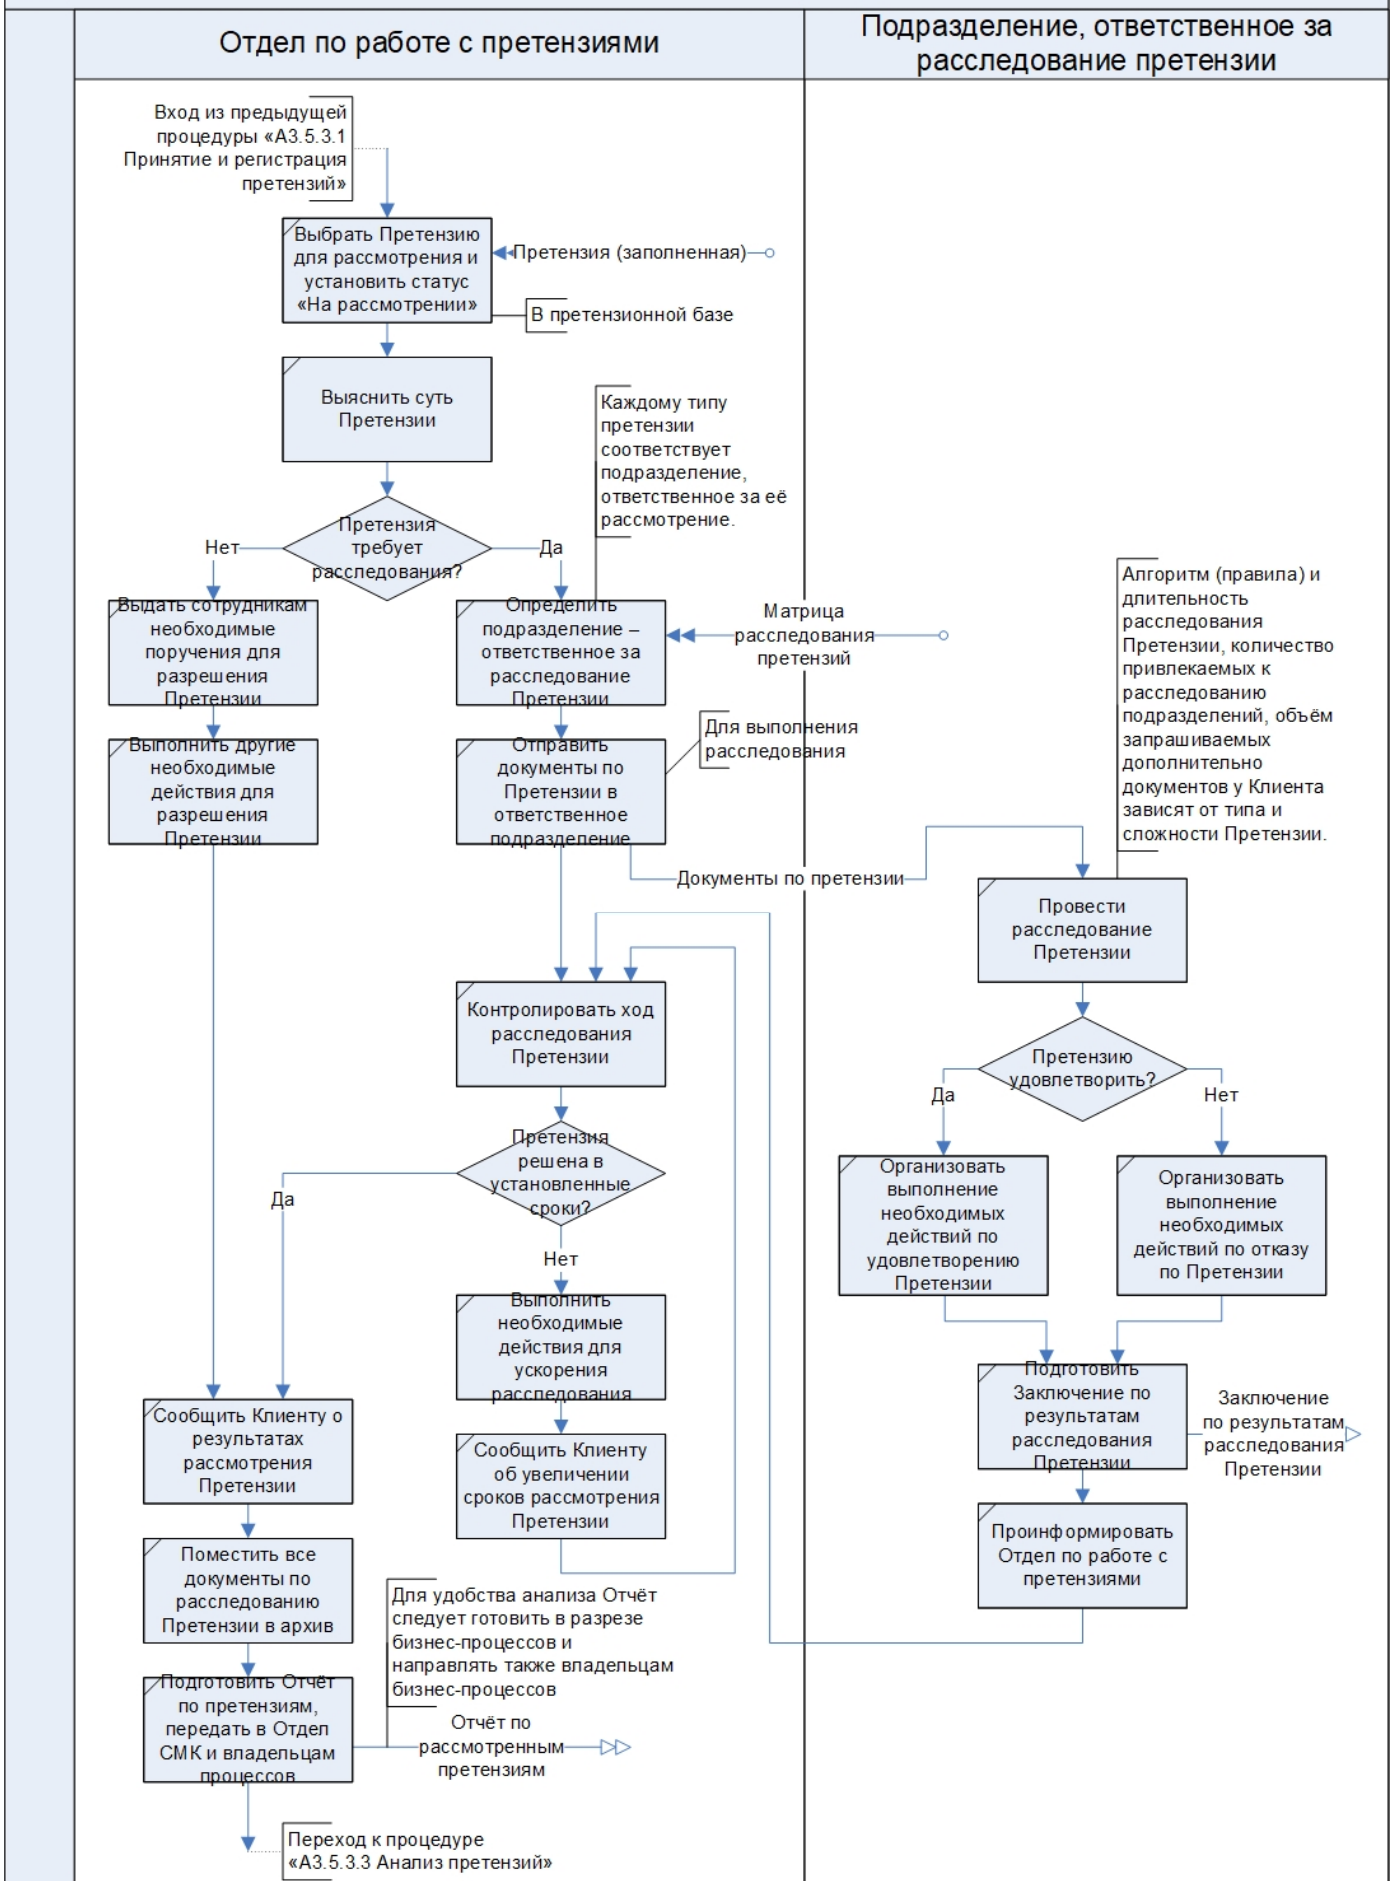 Отдел по работе с претензиями
Подразделение, ответственное за
расследование претензии
Вход из предыдущей
процедуры «А3.5.3.1
Принятие и регистрация
претензий»
Выбрать Претензию
для рассмотрения и
установить статус
«На рассмотрении»
Претензия (заполненная)
В претензионной базе
Выяснить суть
Претензии
Каждому типу
претензии
соответствует
подразделение,
ответственное за её
рассмотрение.
Претензия
требует
расследования?
Нет
Да
Выдать сотрудникам
необходимые
поручения для
разрешения
Претензии
Определить
подразделение –
ответственное за
расследование
Претензии
Матрица
расследования
претензий
Алгоритм (правила) и
длительность
расследования
Претензии, количество
привлекаемых к
расследованию
подразделений, объём
запрашиваемых
дополнительно
документов у Клиента
зависят от типа и
сложности Претензии.
Выполнить другие
необходимые
действия для
разрешения
Претензии
Отправить
документы по
Претензии в
ответственное
подразделение
Для выполнения
расследования
Документы по претензии
Провести
расследование
Претензии
Контролировать ход
расследования
Претензии
Претензию
удовлетворить?
Да
Нет
Претензия
решена в
установленные
сроки?
Да
Нет
Организовать
выполнение
необходимых
действий по
удовлетворению
Претензии
Организовать
выполнение
необходимых
действий по отказу
по Претензии
Выполнить
необходимые
действия для
ускорения
расследования
Подготовить
Заключение по
результатам
расследования
Претензии
Заключение
по результатам
расследования
Претензии
Сообщить Клиенту о
результатах
рассмотрения
Претензии
Сообщить Клиенту
об увеличении
сроков рассмотрения
Претензии
Проинформировать
Отдел по работе с
претензиями
Поместить все
документы по
расследованию
Претензии в архив
Для удобства анализа Отчёт
следует готовить в разрезе
бизнес-процессов и
направлять также владельцам
бизнес-процессов
Подготовить Отчёт
по претензиям,
передать в Отдел
СМК и владельцам
процессов
Отчёт по
рассмотренным
претензиям
Переход к процедуре
«А3.5.3.3 Анализ претензий»